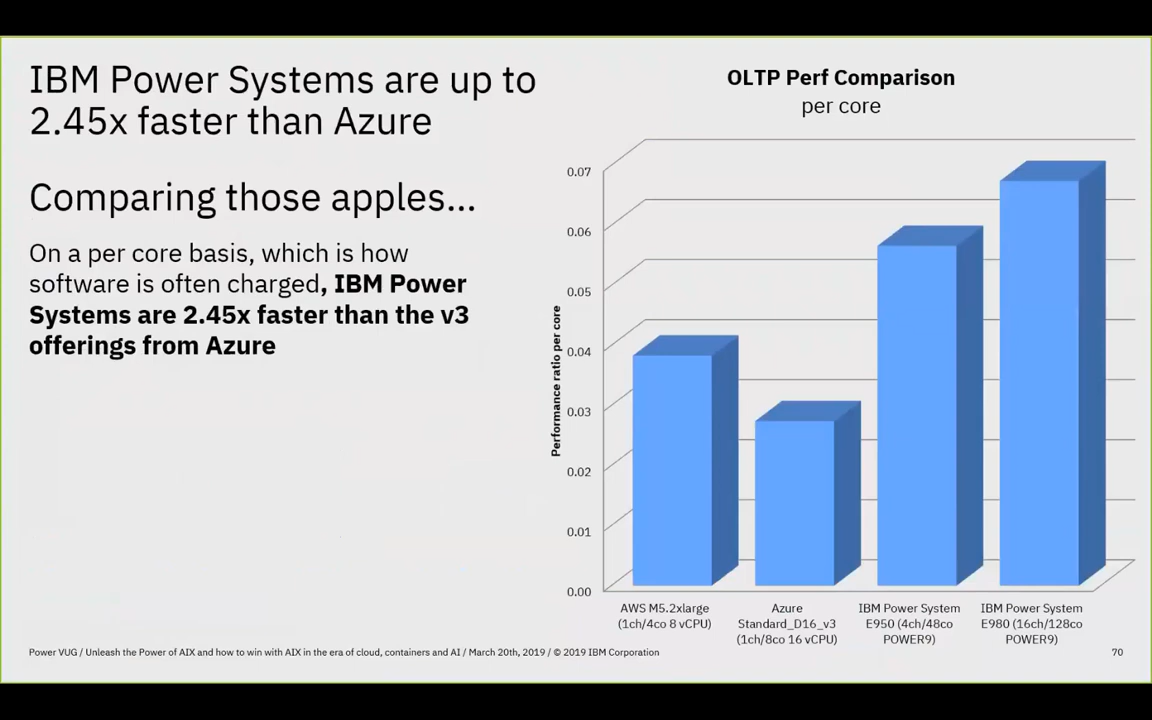 IBM Power Systems are up to
2.45x faster than Azure
Comparing those apples...
On a per core basis, which is how
software is often charged, IBM Power
Systems are 2.45x faster than the v3
offerings from Azure
OLTP Perf Comparison
per core
Performance ratio per core
0.07
0.06
0.05
0.04
0.03
0.02
0.01
0.00
AWS M5.2xlarge
(1ch/4co 8 vCPU)
Azure
Standard_D16_v3
(1ch/8co 16 vCPU)
IBM Power System
E950 (4ch/48co
POWER9)
IBM Power System
E980 (16ch/128co
POWER9)
Power VUG / Unleash the Power of AIX and how to win with AIX in the era of cloud, containers and AI / March 20th, 2019 / © 2019 IBM Corporation
70